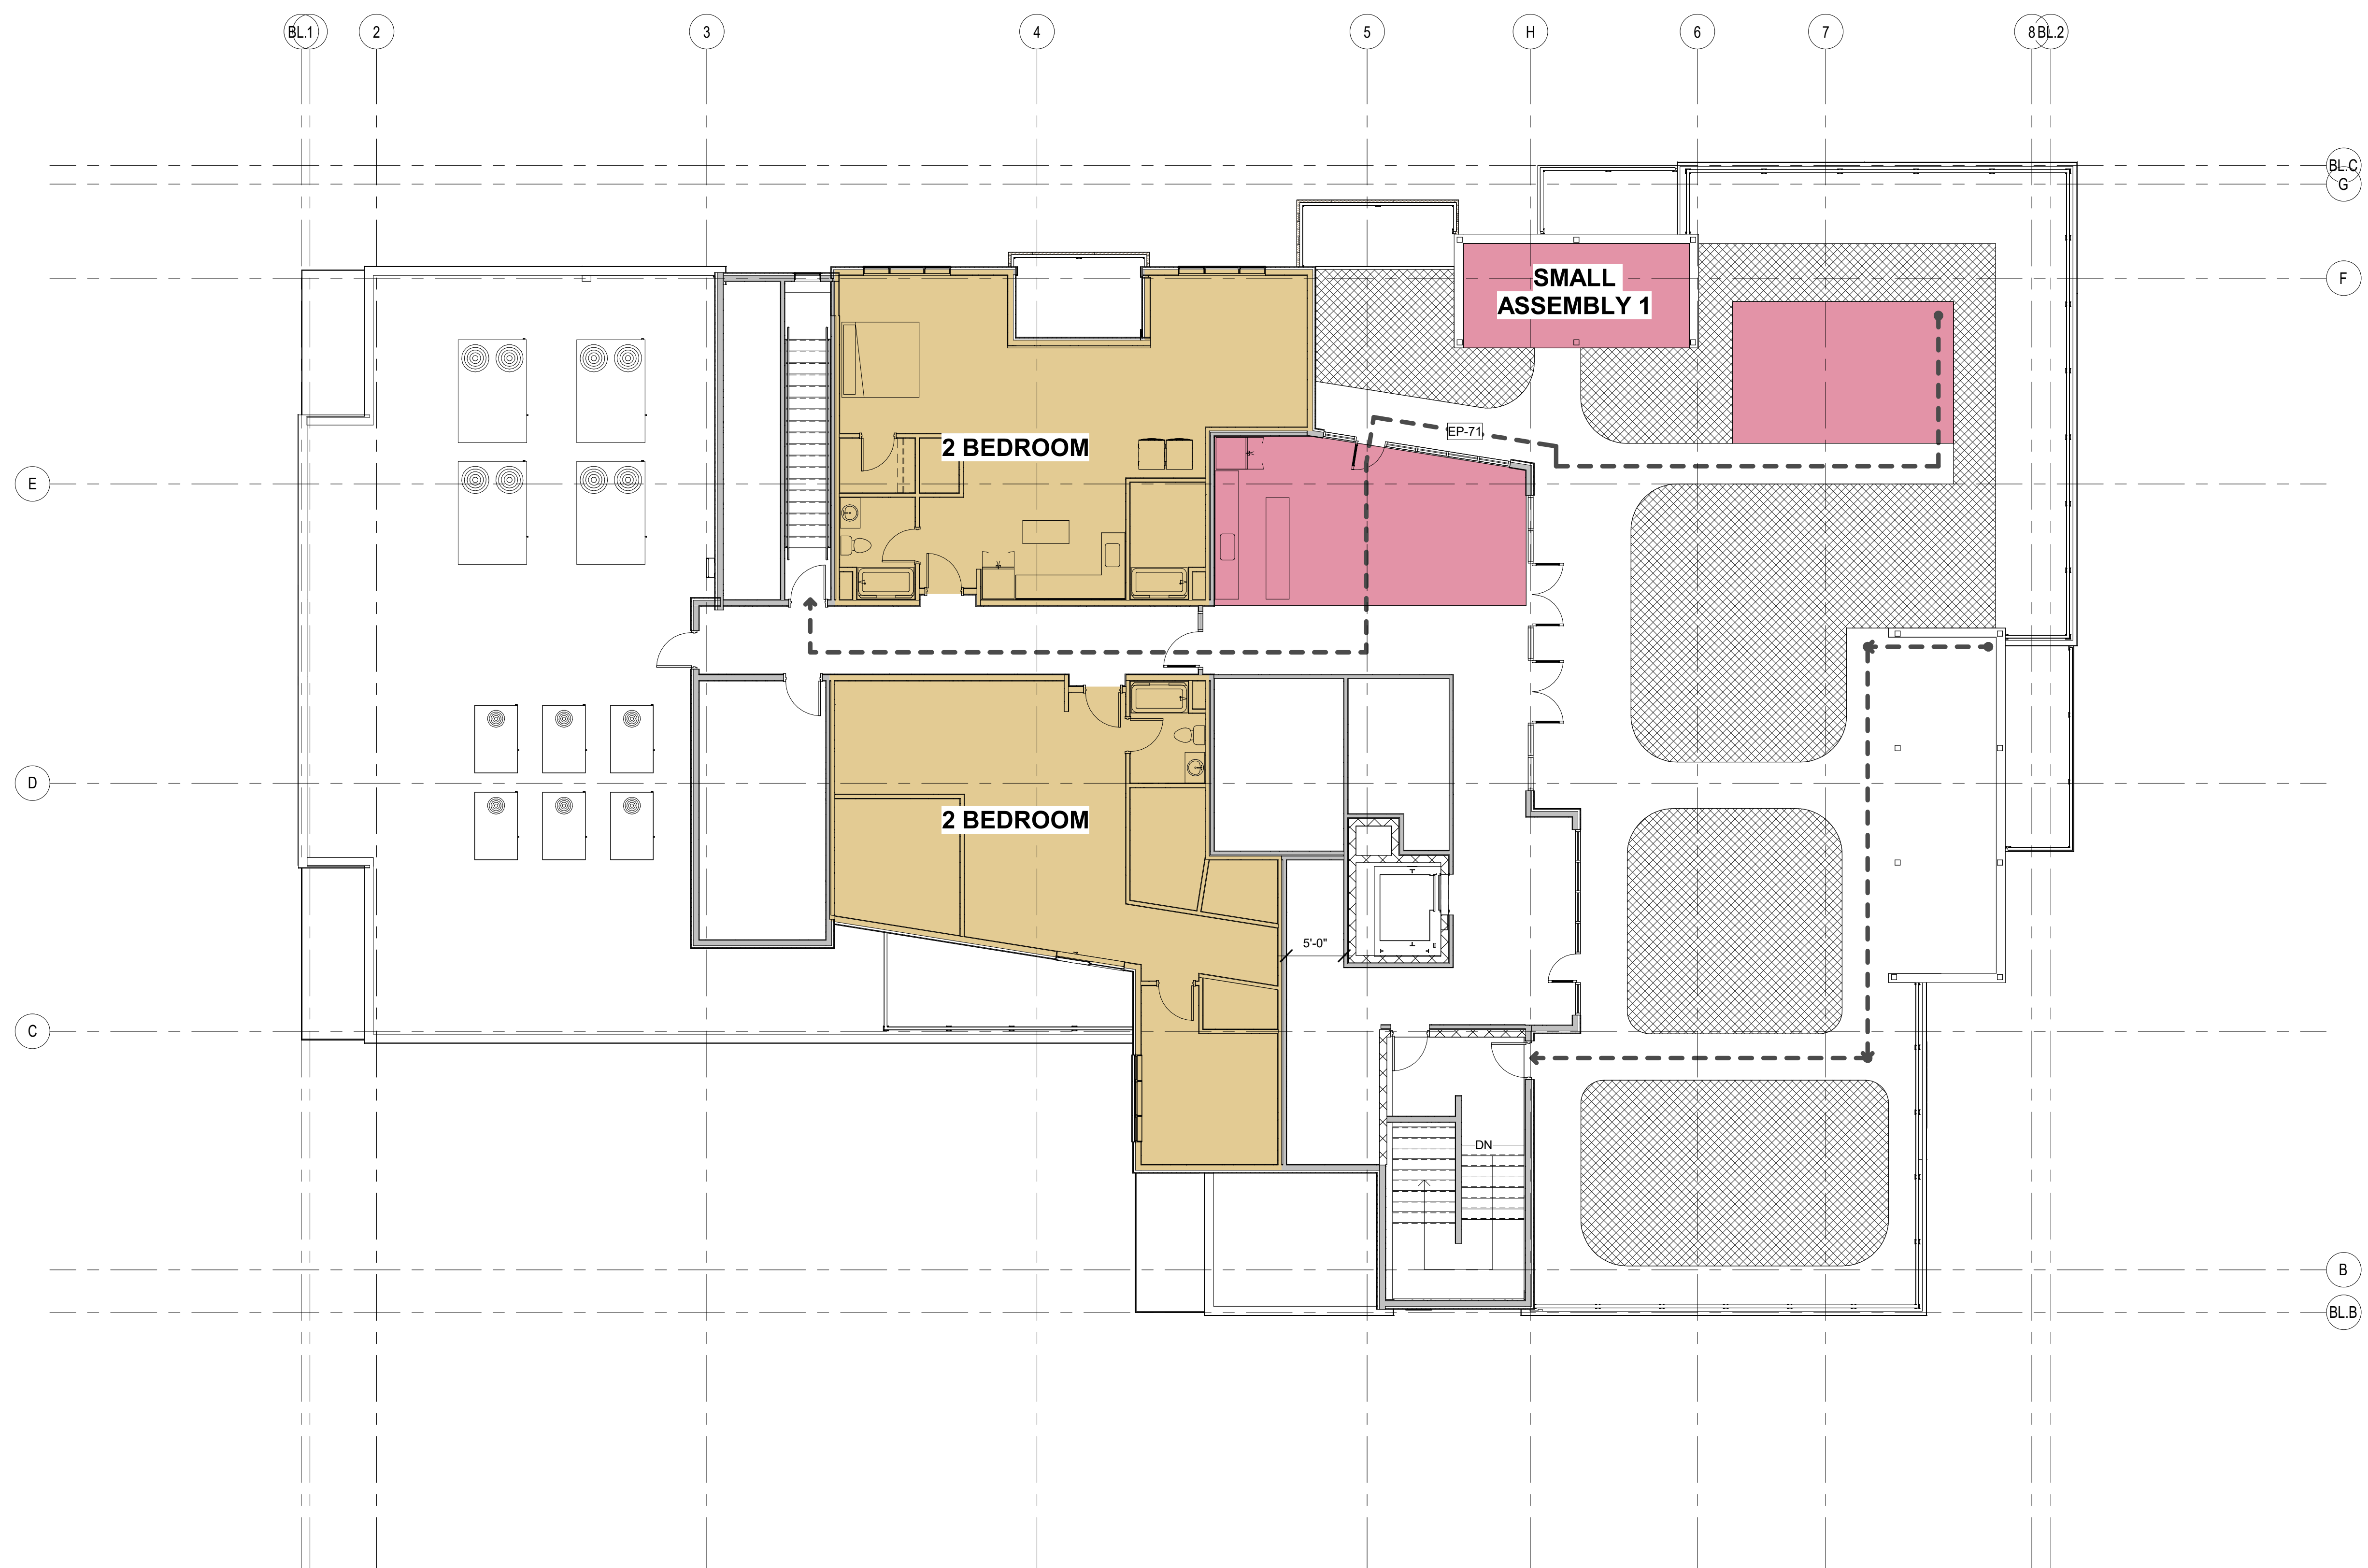 BL.1
2
3
4
5
H
6
7
8
BL.2
BL.C
G
F
SMALL
ASSEMBLY 1
EP-71
2 BEDROOM
E
D
2 BEDROOM
5'-0"
E
C
DN
B
BL.B